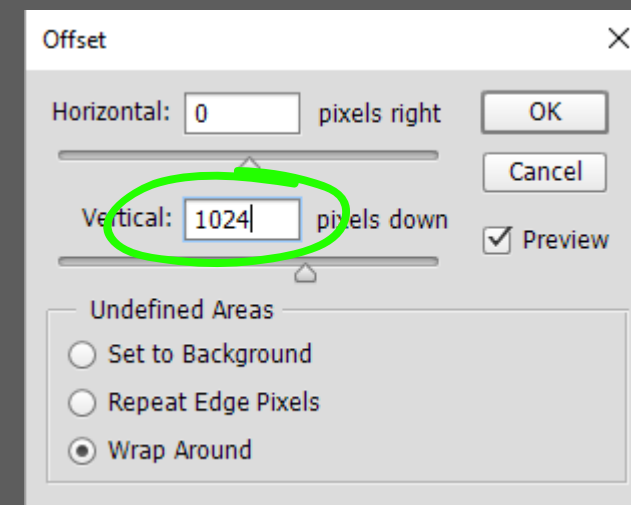 Offset
Horizontal: 0 pixels right
OK
Cancel
Vertical: 1024 pixels down
Preview
Undefined Areas
Set to Background
Repeat Edge Pixels
Wrap Around